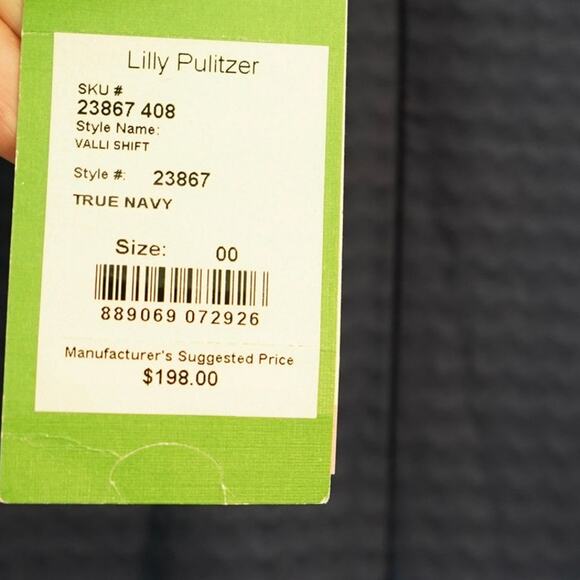 Lilly Pulitzer
SKU #
23867 408
Style Name:
VALLI SHIFT
Style #: 23867
TRUE NAVY
Size: 00
889069 072926
Manufacturer's Suggested Price
$198.00